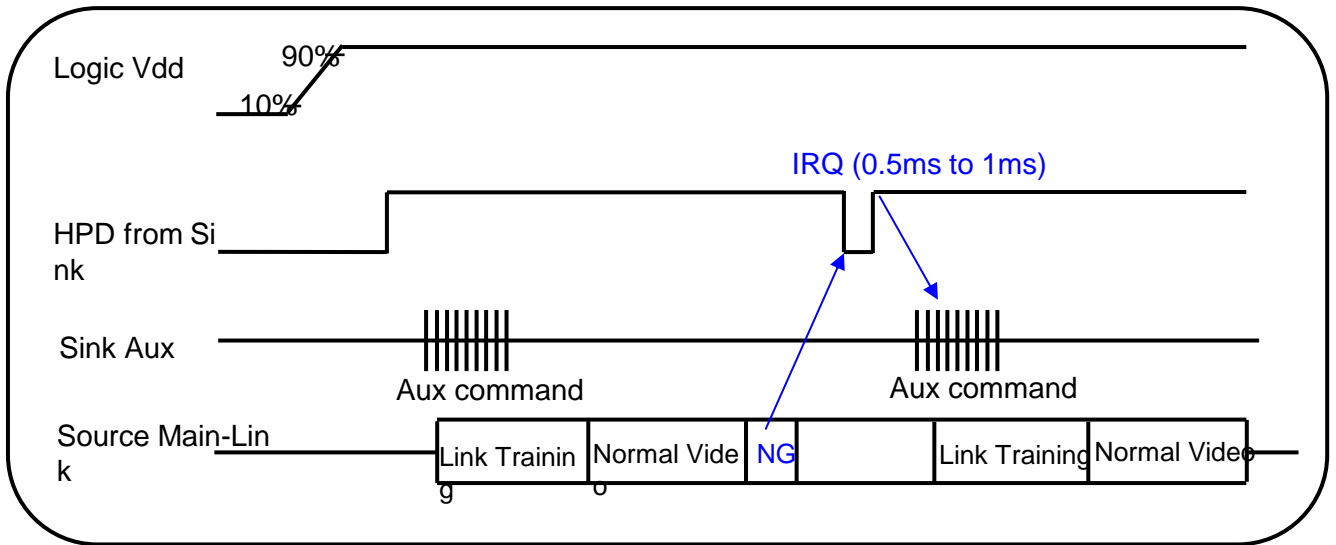 Logic Vdd
90%
10%
IRQ (0.5ms to 1ms)
HPD from Si
nk
Sink Aux
Aux command
Aux command
Source Main-Lin
k
Link Trainin
g
Normal Vide
o
NG
Link Training
Normal Video